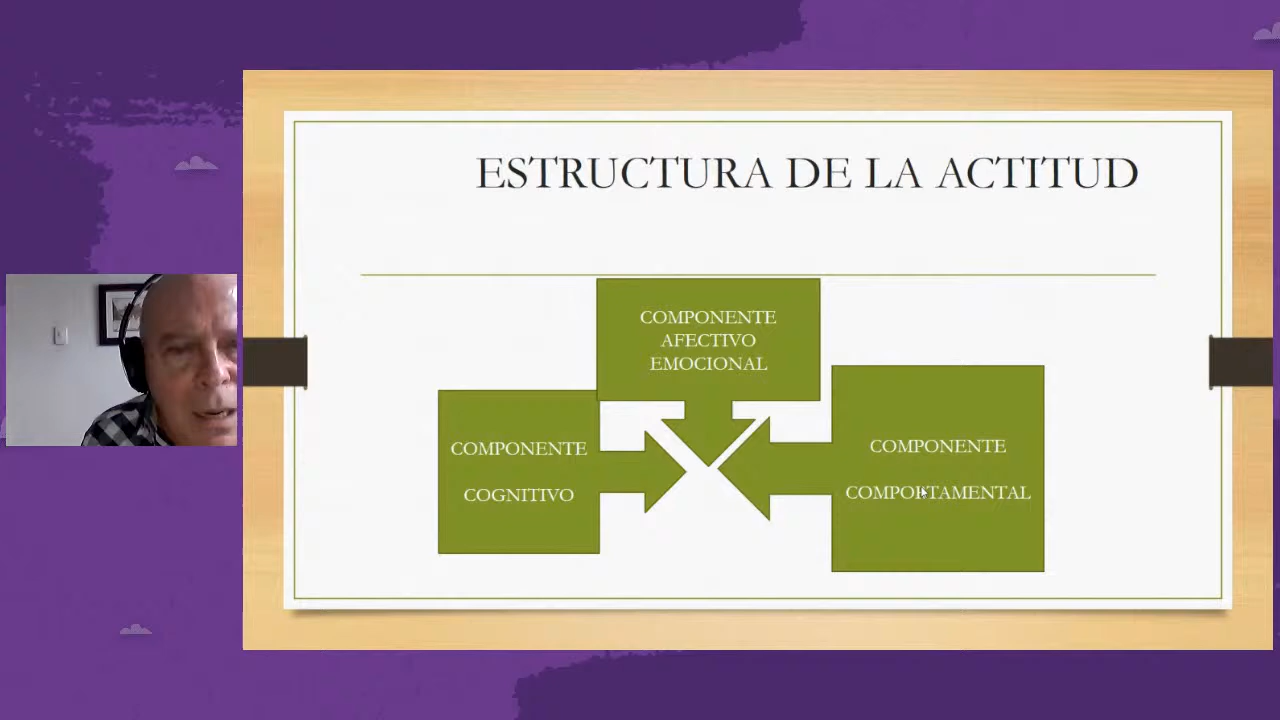 ESTRUCTURA DE LA ACTITUD
COMPONENTE
AFECTIVO
EMOCIONAL
COMPONENTE
COGNITIVO
COMPONENTE
COMPORTAMENTAL